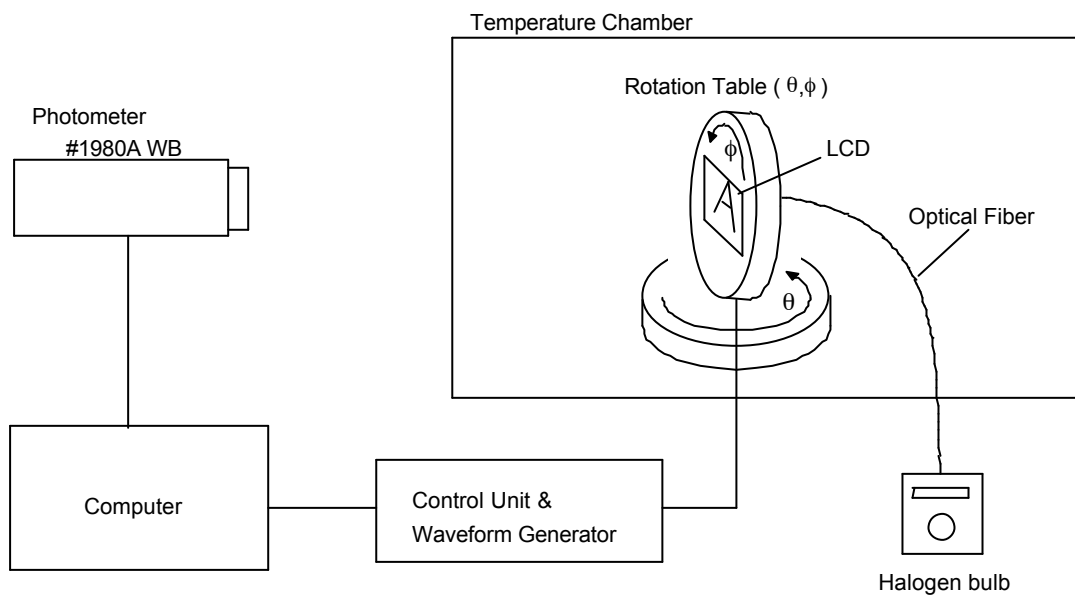 Temperature Chamber
Rotation Table ( θ,ϕ )
Photometer
#1980A WB
ϕ
LCD
A
Optical Fiber
θ
Computer
Control Unit &
Waveform Generator
Halogen bulb